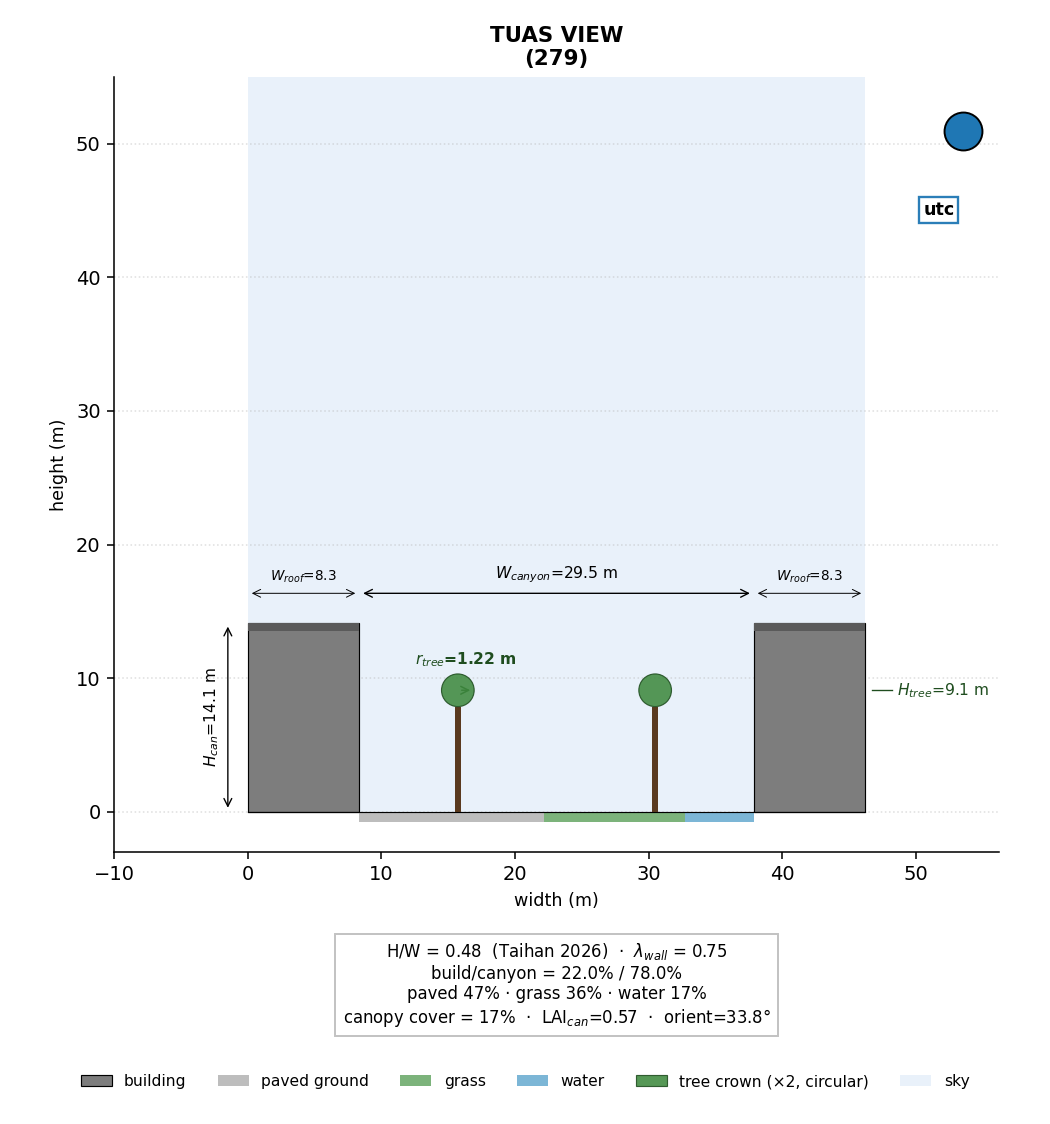 TUAS VIEW
(279)
height (m)
50
40
30
20
10
0
utc
W_roof=8.3
W_canyon=29.5 m
W_roof=8.3
H_can=14.1 m
r_tree=1.22 m
H_tree=9.1 m
−10 0 10 20 30 40 50
width (m)
H/W = 0.48 (Taihan 2026) · λ_wall = 0.75
build/canyon = 22.0% / 78.0%
paved 47% · grass 36% · water 17%
canopy cover = 17% · LAI_can=0.57 · orient=33.8°
building paved ground grass water tree crown (×2, circular) sky